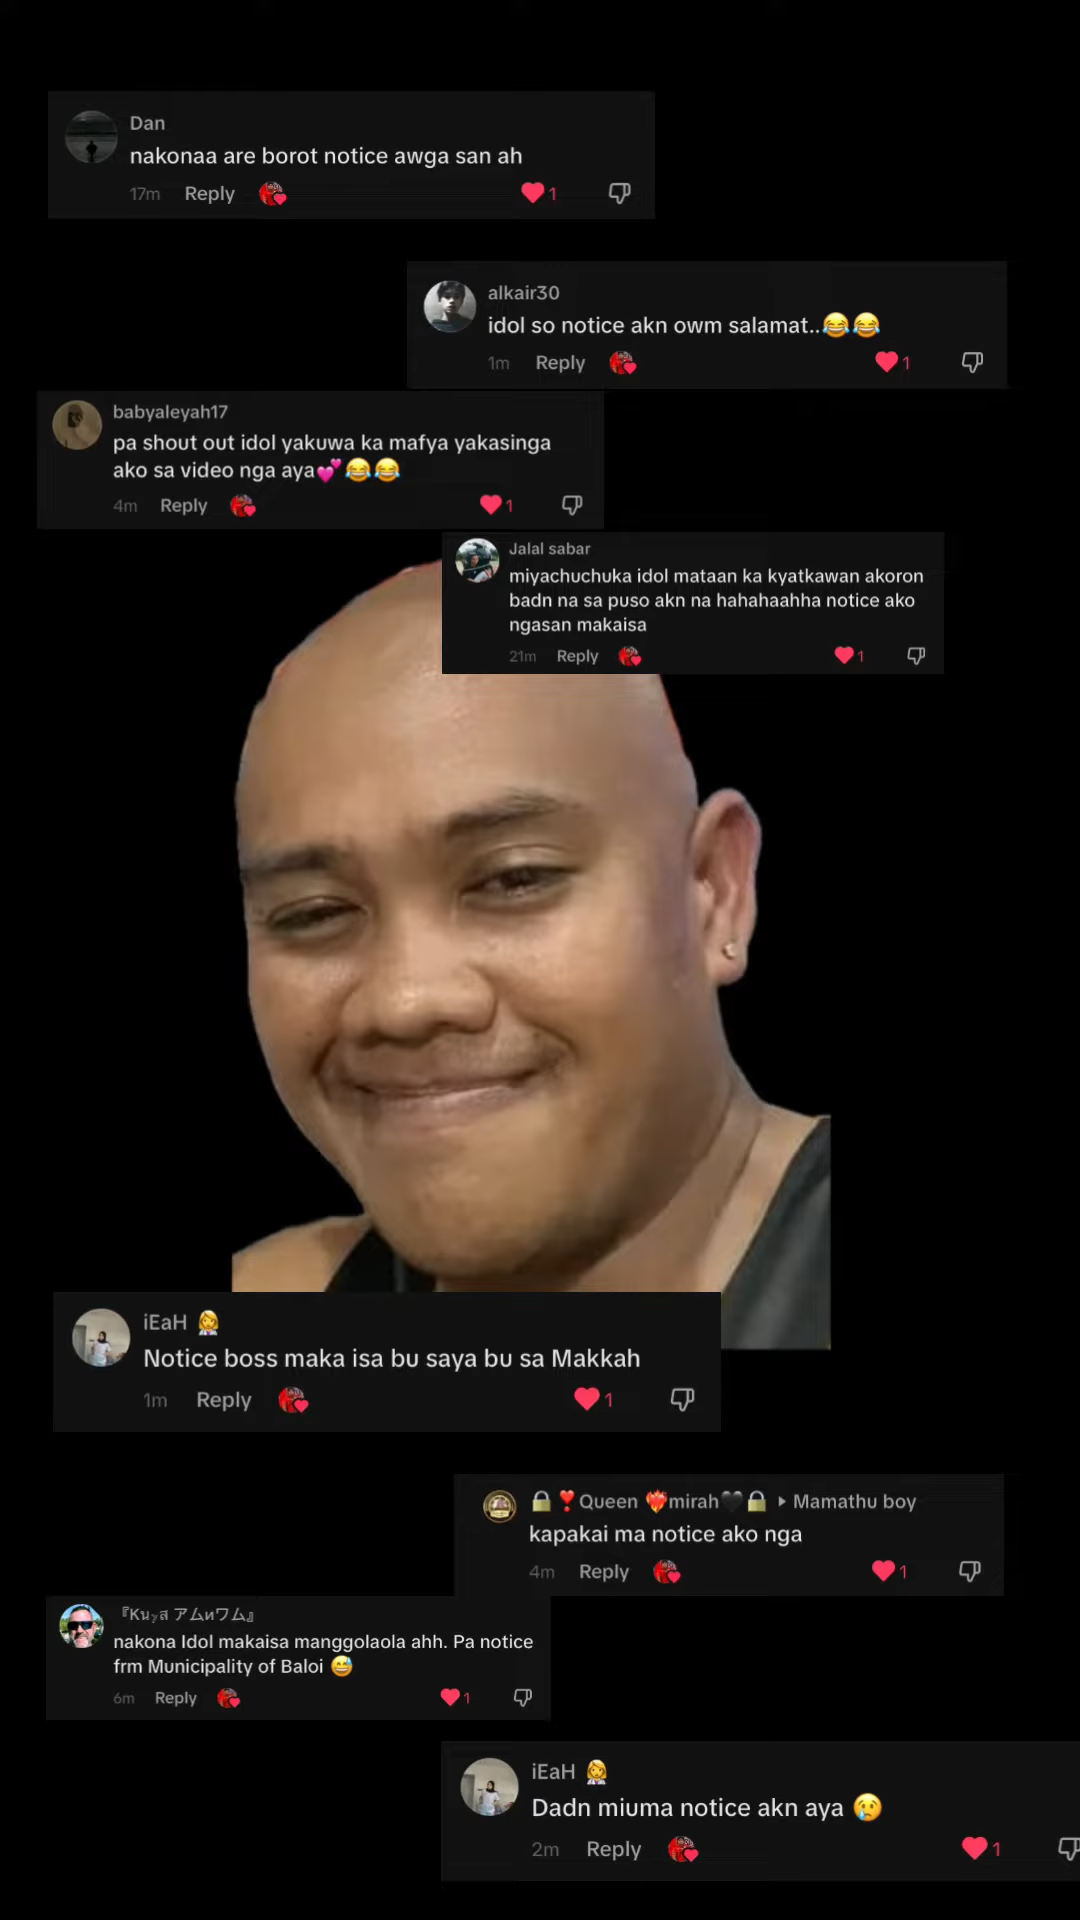 Dan
nakonaa are borot notice awga san ah
17m Reply 1
alkair30
idol so notice akn owm salamat..😂😂
1m Reply 1
babyaleyah17
pa shout out idol yakuwa ka mafya yakasinga
ako sa video nga aya💕😂😂
4m Reply 1
Jalal sabar
miyachuchuka idol mataan ka kyatkawan akoron
badn na sa puso akn na hahahaahha notice ako
ngasan makaisa
21m Reply 1
iEaH 👩‍⚕️
Notice boss maka isa bu saya bu sa Makkah
1m Reply 1
🔒❣️Queen ❤️‍🔥mirah🖤🔒 ▸ Mamathu boy
kapakai ma notice ako nga
4m Reply 1
nakona Idol makaisa manggolaola ahh. Pa notice
frm Municipality of Baloi 😅
6m Reply 1
iEaH 👩‍⚕️
Dadn miuma notice akn aya 😢
2m Reply 1